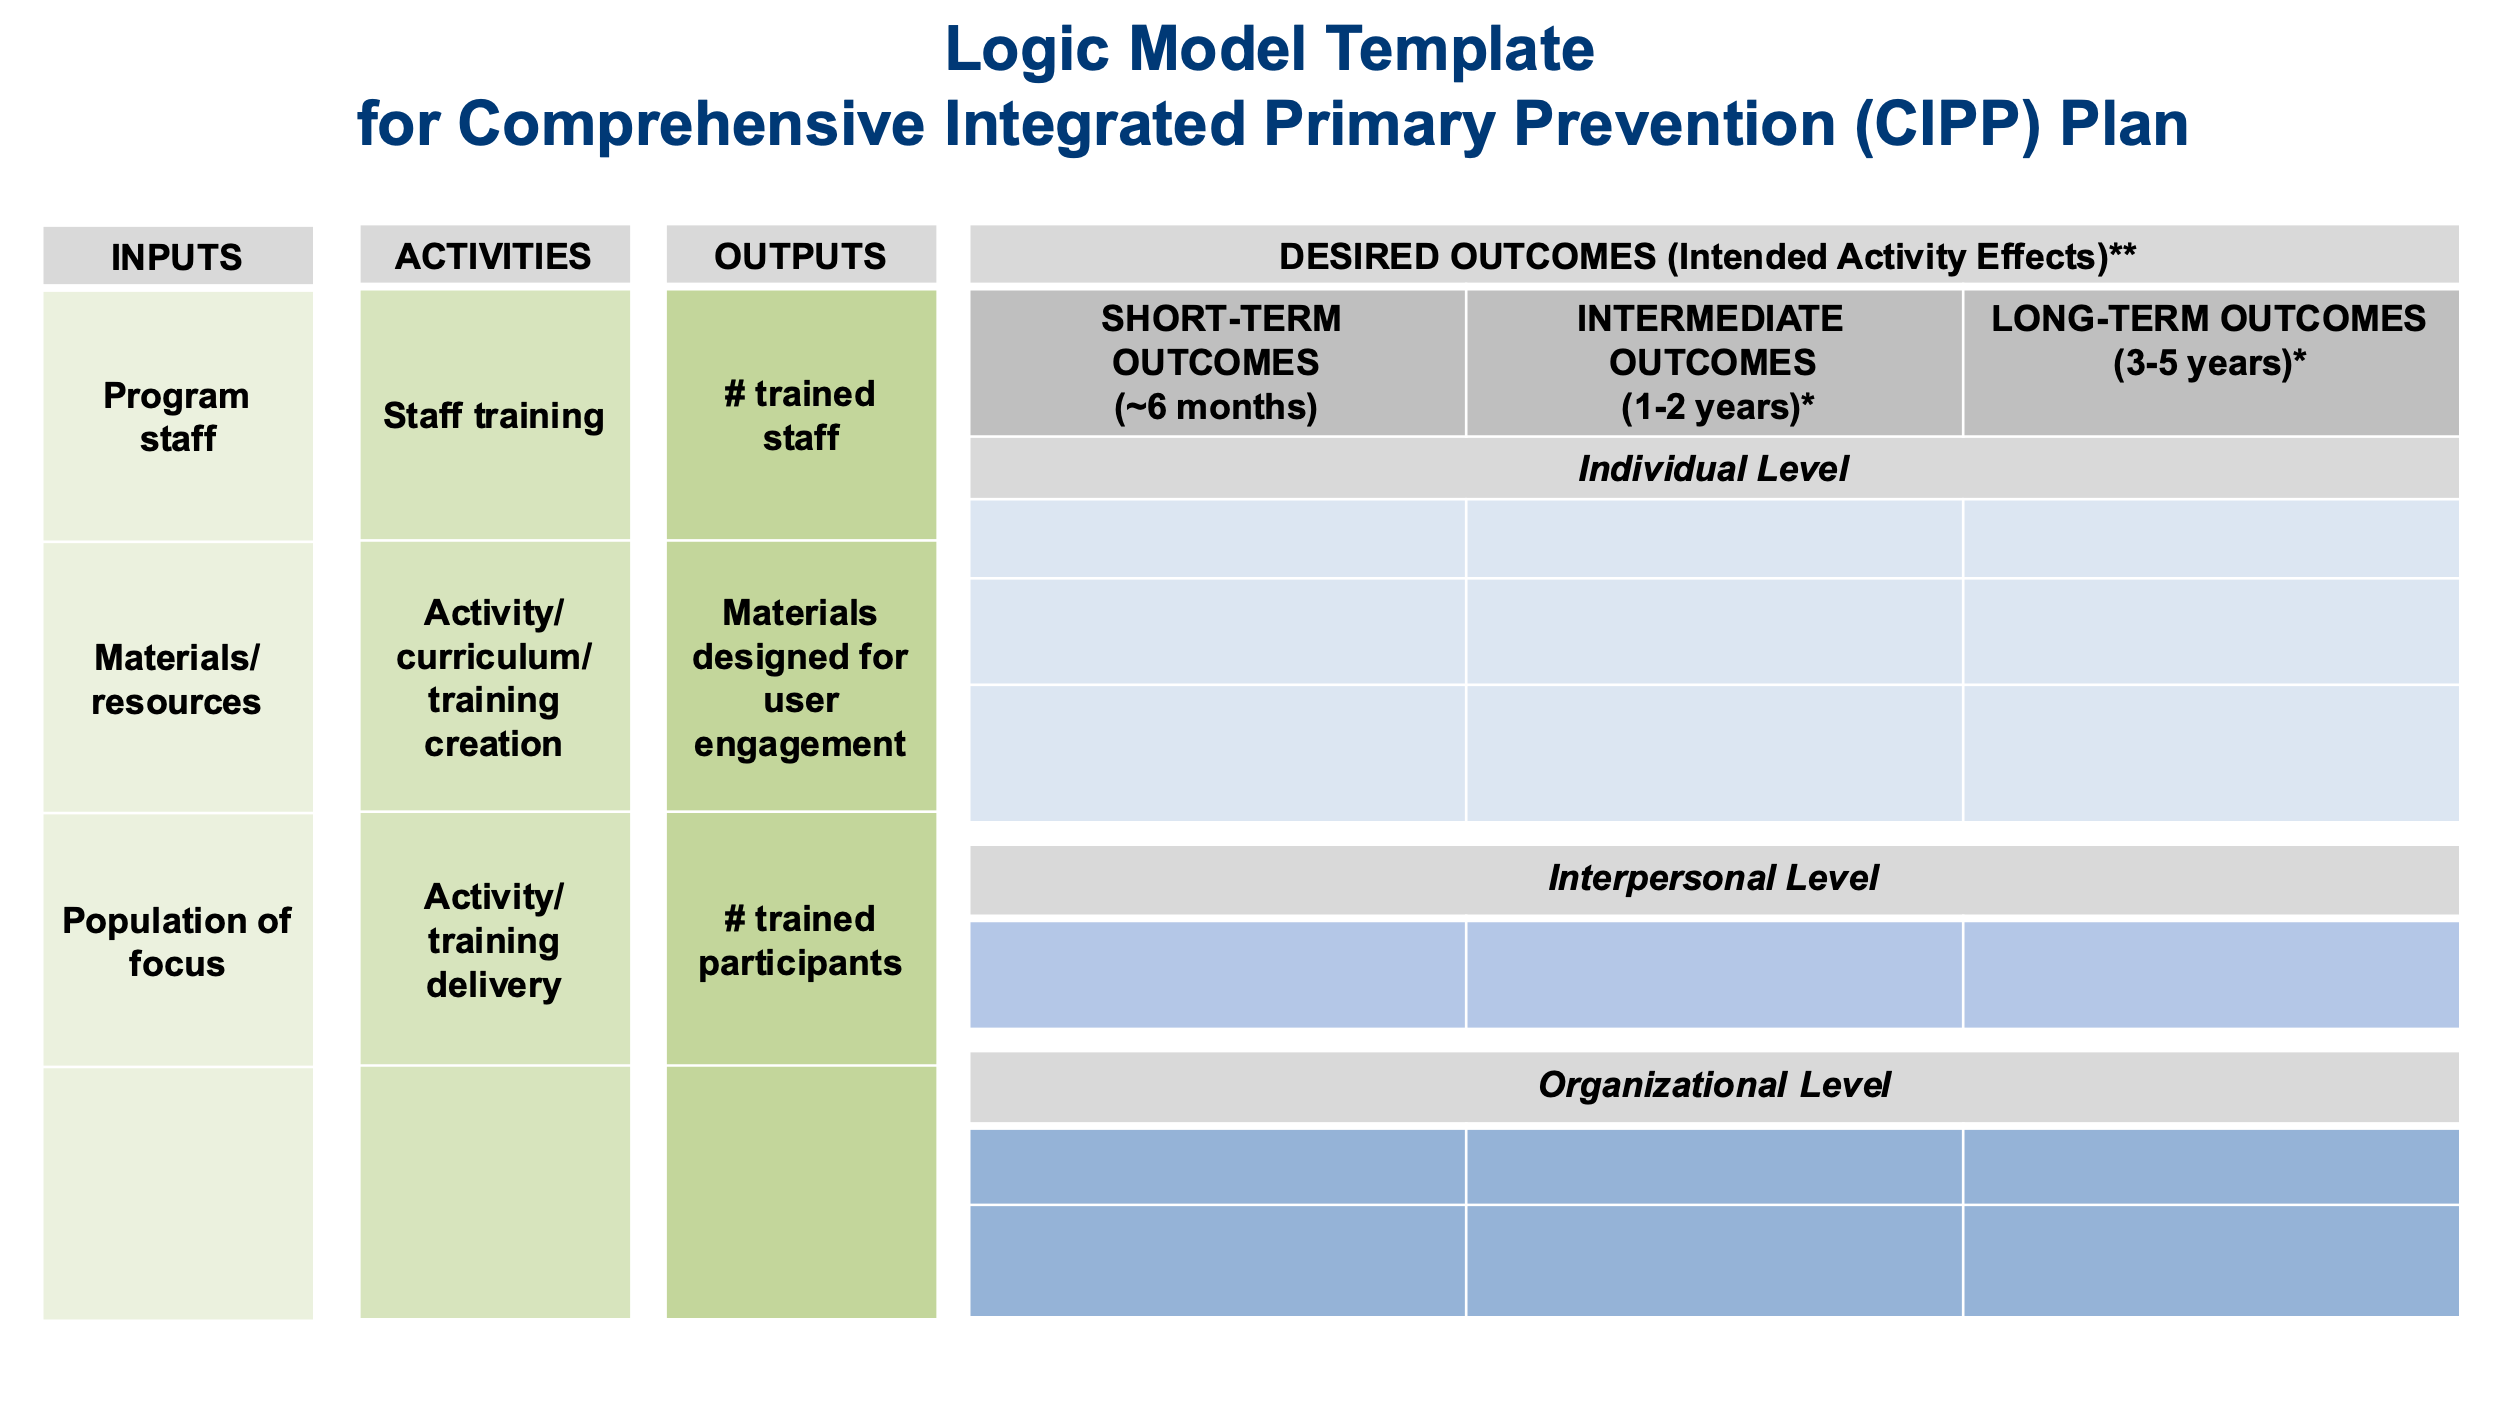 Logic Model Template
for Comprehensive Integrated Primary Prevention (CIPP) Plan
INPUTS
Program
staff
Materials/
resources
Population of
focus
ACTIVITIES
Staff training
Activity/
curriculum/
training
creation
Activity/
training
delivery
OUTPUTS
# trained
staff
Materials
designed for
user
engagement
# trained
participants
DESIRED OUTCOMES (Intended Activity Effects)**
SHORT-TERM
OUTCOMES
(~6 months)
INTERMEDIATE
OUTCOMES
(1-2 years)*
LONG-TERM OUTCOMES
(3-5 years)*
Individual Level
Interpersonal Level
Organizational Level